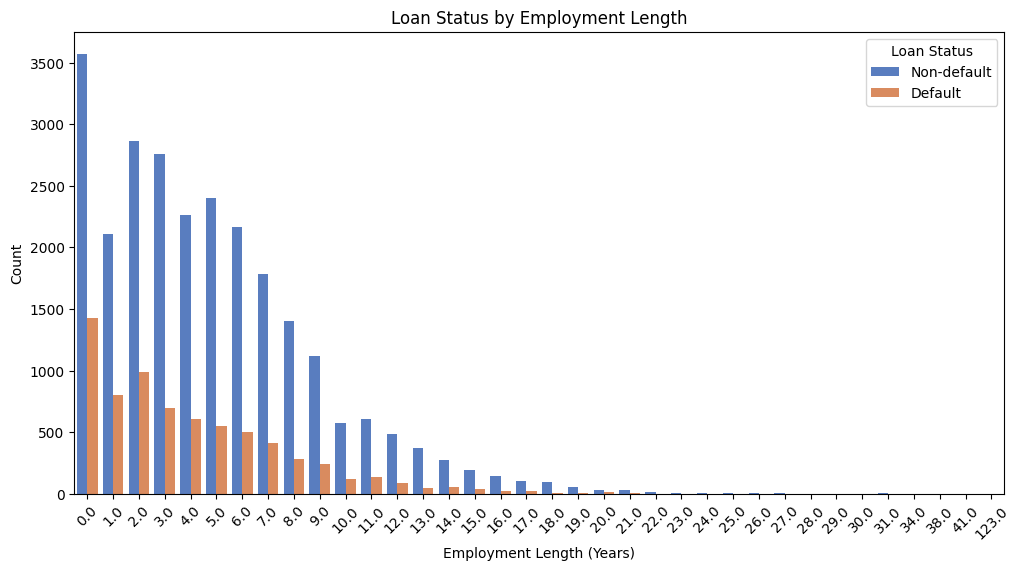 Loan Status by Employment Length
Loan Status
Non-default
Default
3500
3000
2500
2000
1500
1000
500
0
Count
0.0 1.0 2.0 3.0 4.0 5.0 6.0 7.0 8.0 9.0 10.0 11.0 12.0 13.0 14.0 15.0 16.0 17.0 18.0 19.0 20.0 21.0 22.0 23.0 24.0 25.0 26.0 27.0 28.0 29.0 30.0 31.0 34.0 38.0 41.0 123.0
Employment Length (Years)